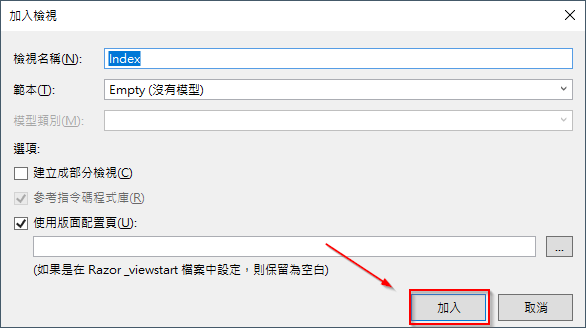 加入檢視
檢視名稱(N): Index
範本(T): Empty (沒有模型)
模型類別(M):
選項:
建立成部分檢視(C)
參考指令碼程式庫(R)
使用版面配置頁(U):
...
(如果是在 Razor _viewstart 檔案中設定，則保留為空白)
加入 取消